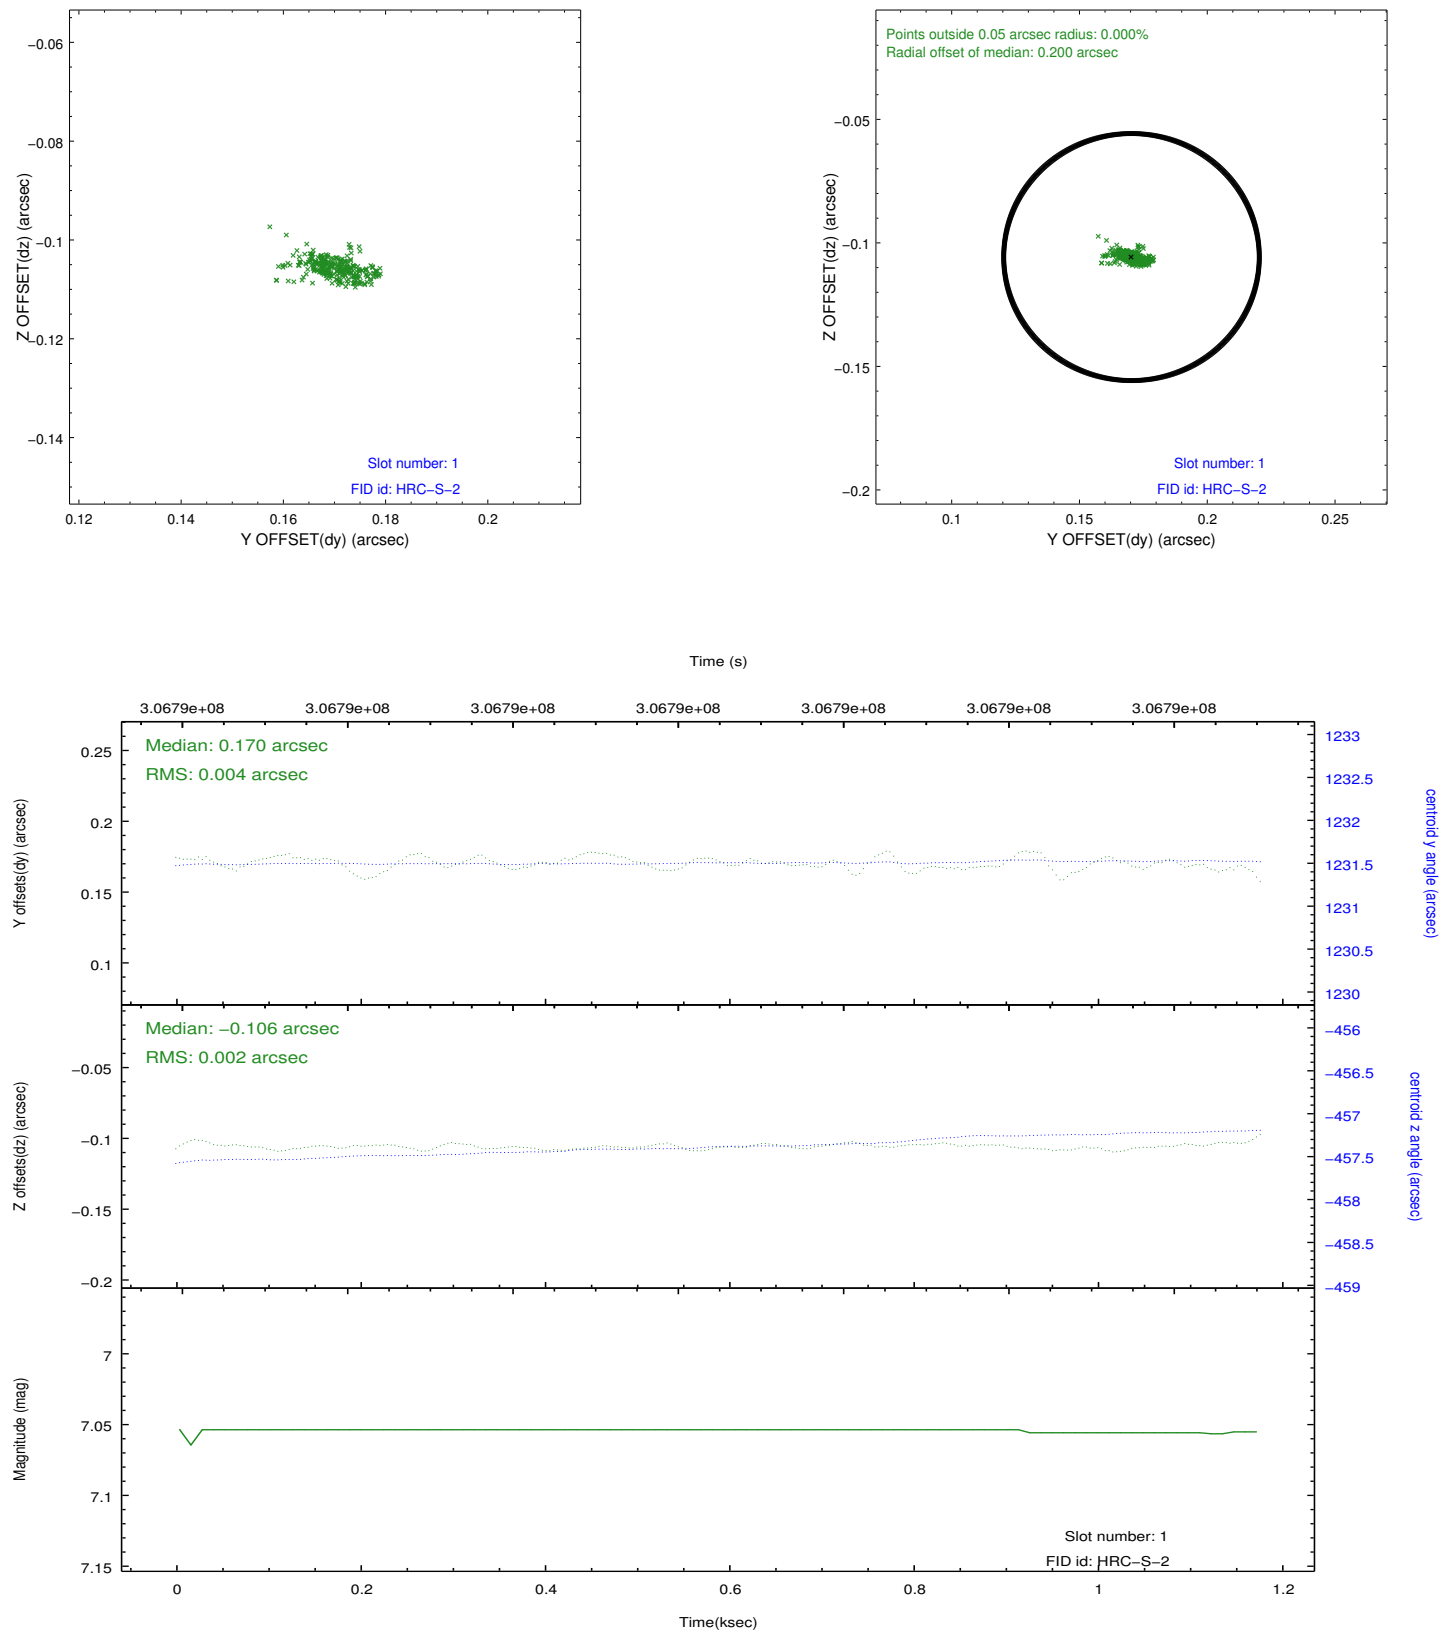 −0.06
−0.08
−0.1
−0.12
−0.14
Z OFFSET(dz) (arcsec)
Slot number: 1
FID id: HRC−S−2
0.12 0.14 0.16 0.18 0.2
Y OFFSET(dy) (arcsec)
Points outside 0.05 arcsec radius: 0.000%
Radial offset of median: 0.200 arcsec
−0.05
−0.1
−0.15
−0.2
Z OFFSET(dz) (arcsec)
Slot number: 1
FID id: HRC−S−2
0.1 0.15 0.2 0.25
Y OFFSET(dy) (arcsec)
Time (s)
3.0679e+08 3.0679e+08 3.0679e+08 3.0679e+08 3.0679e+08 3.0679e+08 3.0679e+08
Median: 0.170 arcsec
RMS: 0.004 arcsec
0.25
0.2
0.15
0.1
Y offsets(dy) (arcsec)
1233
1232.5
1232
1231.5
1231
1230.5
1230
centroid y angle (arcsec)
Median: −0.106 arcsec
RMS: 0.002 arcsec
−0.05
−0.1
−0.15
−0.2
Z offsets(dz) (arcsec)
−456
−456.5
−457
−457.5
−458
−458.5
−459
centroid z angle (arcsec)
7
7.05
7.1
7.15
Magnitude (mag)
Slot number: 1
FID id: HRC−S−2
0 0.2 0.4 0.6 0.8 1 1.2
Time(ksec)